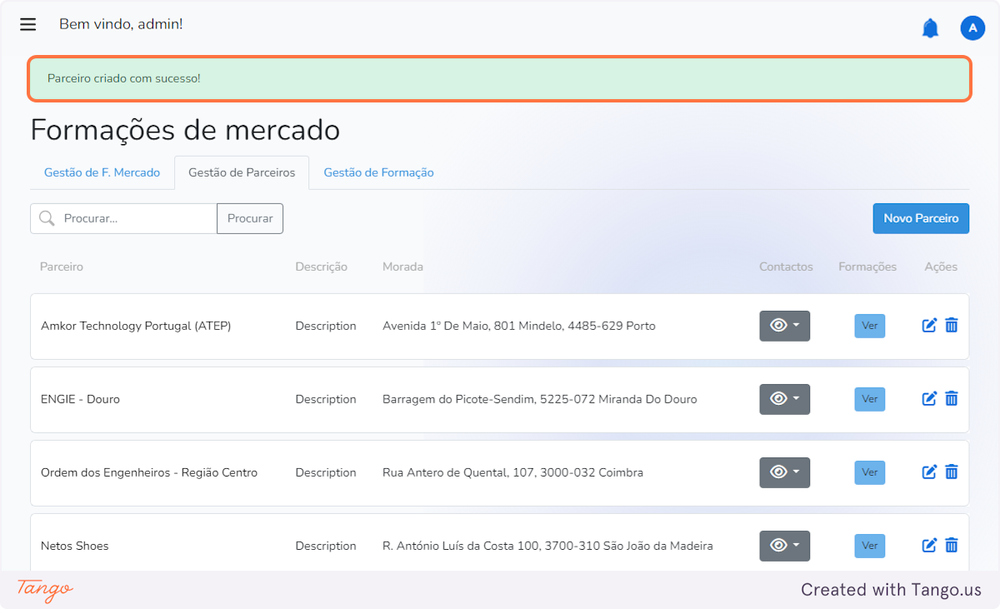 Bem vindo, admin!
A
Parceiro criado com sucesso!
Formações de mercado
Gestão de F. Mercado Gestão de Parceiros Gestão de Formação
Procurar... Procurar Novo Parceiro
Parceiro Descrição Morada Contactos Formações Ações
Amkor Technology Portugal (ATEP) Description Avenida 1º De Maio, 801 Mindelo, 4485-629 Porto Ver
ENGIE - Douro Description Barragem do Picote-Sendim, 5225-072 Miranda Do Douro Ver
Ordem dos Engenheiros - Região Centro Description Rua Antero de Quental, 107, 3000-032 Coimbra Ver
Netos Shoes Description R. António Luís da Costa 100, 3700-310 São João da Madeira Ver
Tango Created with Tango.us